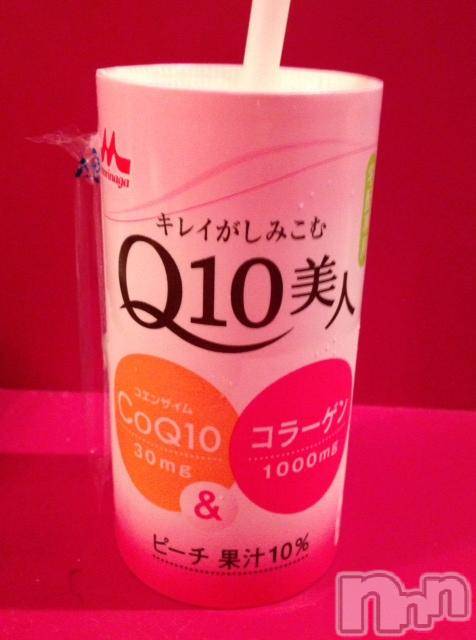 morinaga
キレイがしみこむ
Q10美人
コエンザイム
CoQ10
30mg
&
コラーゲン
1000mg
ピーチ 果汁10%
nnn